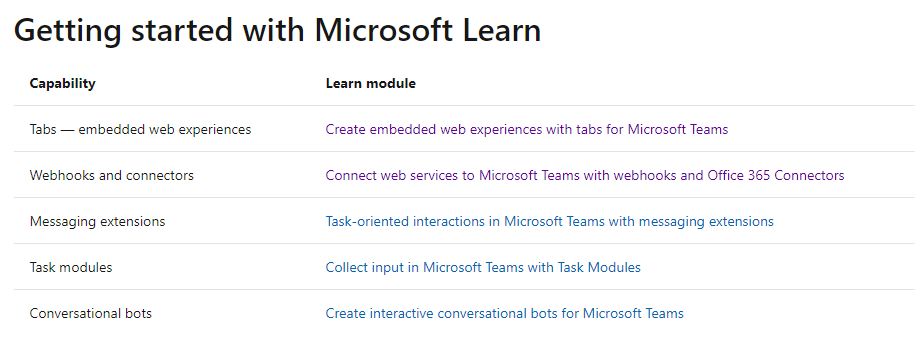 Getting started with Microsoft Learn
Capability Learn module
Tabs — embedded web experiences Create embedded web experiences with tabs for Microsoft Teams
Webhooks and connectors Connect web services to Microsoft Teams with webhooks and Office 365 Connectors
Messaging extensions Task-oriented interactions in Microsoft Teams with messaging extensions
Task modules Collect input in Microsoft Teams with Task Modules
Conversational bots Create interactive conversational bots for Microsoft Teams